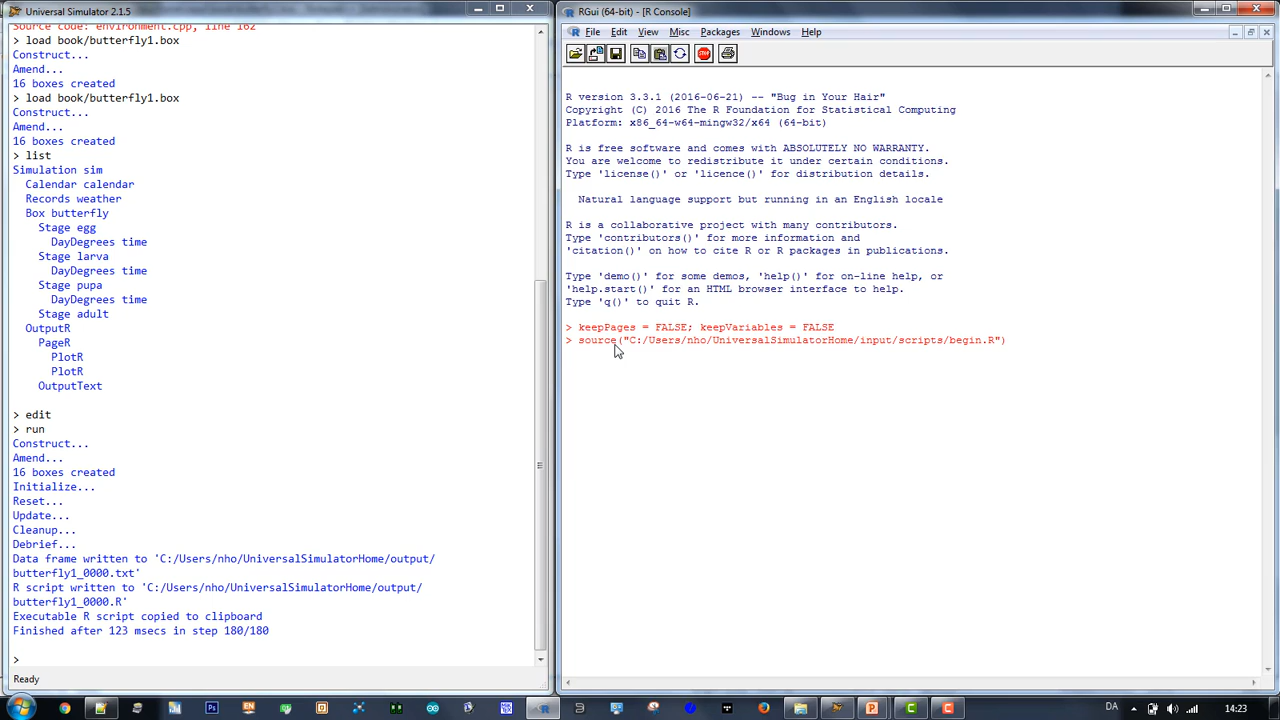 Universal Simulator 2.1.5
Source code: environment.cpp, line 162
> load book/butterfly1.box
Construct...
Amend...
16 boxes created
> load book/butterfly1.box
Construct...
Amend...
16 boxes created
> list
Simulation sim
Calendar calendar
Records weather
Box butterfly
Stage egg
DayDegrees time
Stage larva
DayDegrees time
Stage pupa
DayDegrees time
Stage adult
OutputR
PageR
PlotR
PlotR
OutputText
> edit
> run
Construct...
Amend...
16 boxes created
Initialize...
Reset...
Update...
Cleanup...
Debrief...
Data frame written to 'C:/Users/nho/UniversalSimulatorHome/output/
butterfly1_0000.txt'
R script written to 'C:/Users/nho/UniversalSimulatorHome/output/
butterfly1_0000.R'
Executable R script copied to clipboard
Finished after 123 msecs in step 180/180
>
Ready
RGui (64-bit) - [R Console]
File Edit View Misc Packages Windows Help
STOP
R version 3.3.1 (2016-06-21) -- "Bug in Your Hair"
Copyright (C) 2016 The R Foundation for Statistical Computing
Platform: x86_64-w64-mingw32/x64 (64-bit)
R is free software and comes with ABSOLUTELY NO WARRANTY.
You are welcome to redistribute it under certain conditions.
Type 'license()' or 'licence()' for distribution details.
Natural language support but running in an English locale
R is a collaborative project with many contributors.
Type 'contributors()' for more information and
'citation()' on how to cite R or R packages in publications.
Type 'demo()' for some demos, 'help()' for on-line help, or
'help.start()' for an HTML browser interface to help.
Type 'q()' to quit R.
> keepPages = FALSE; keepVariables = FALSE
> source("C:/Users/nho/UniversalSimulatorHome/input/scripts/begin.R")
DA
14:23